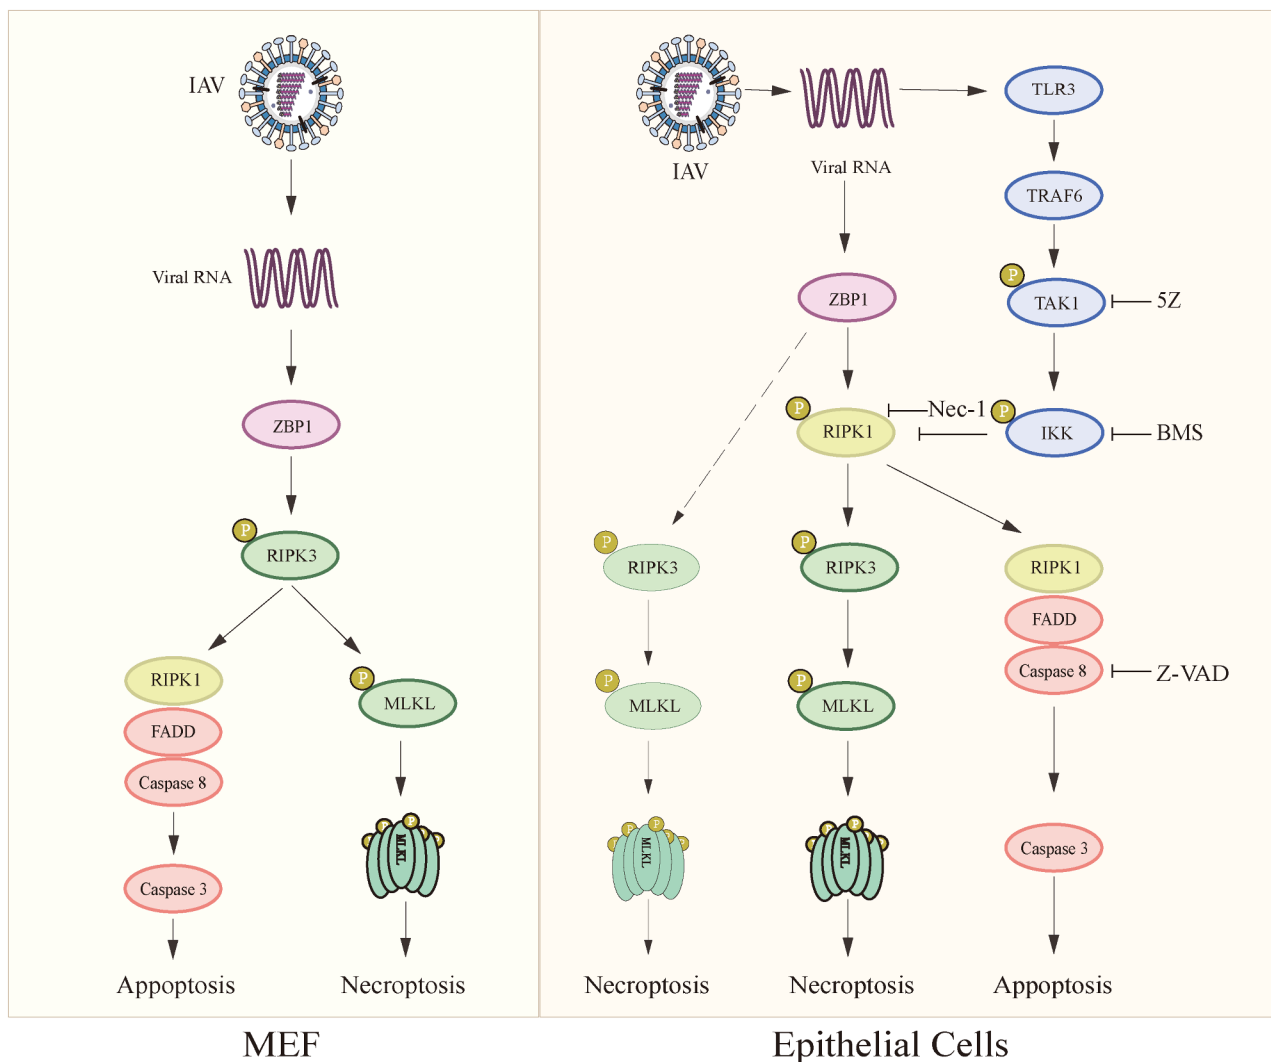 IAV
Viral RNA
ZBP1
P
RIPK3
RIPK1
FADD
Caspase 8
Caspase 3
Appoptosis
P
MLKL
P
P
P
P
P
MLKL
Necroptosis
MEF
IAV
Viral RNA
TLR3
TRAF6
P
TAK1
5Z
ZBP1
P
RIPK1
Nec-1
P
IKK
BMS
P
RIPK3
P
MLKL
P
P
P
P
P
MLKL
Necroptosis
P
RIPK3
P
MLKL
P
P
P
P
P
MLKL
Necroptosis
RIPK1
FADD
Caspase 8
Z-VAD
Caspase 3
Appoptosis
Epithelial Cells